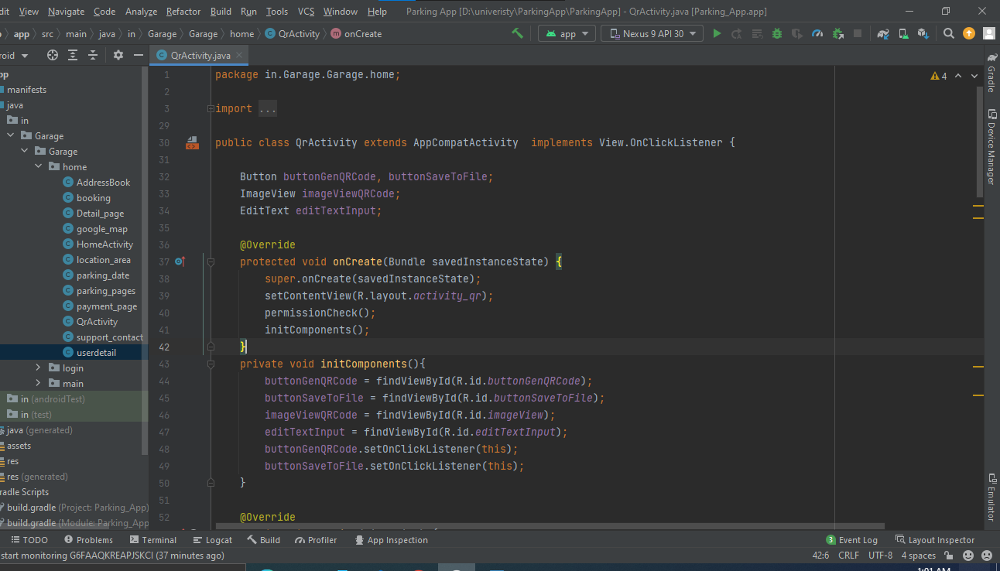 dit View Navigate Code Analyze Refactor Build Run Tools VCS Window Help Parking App [D:\univeristy\ParkingApp\ParkingApp] - QrActivity.java [Parking_App.app]
app src main java in Garage Garage home QrActivity onCreate app Nexus 9 API 30
roid QrActivity.java
pp
manifests
java
in
Garage
Garage
home
AddressBook
booking
Detail_page
google_map
HomeActivity
location_area
parking_date
parking_pages
payment_page
QrActivity
support_contact
userdetail
login
main
in (androidTest)
in (test)
java (generated)
assets
res
res (generated)
radle Scripts
build.gradle (Project: Parking_App)
build.gradle (Module: Parking_App
1 package in.Garage.Garage.home;
2
3 import ...
29
30 public class QrActivity extends AppCompatActivity  implements View.OnClickListener {
31
32 Button buttonGenQRCode, buttonSaveToFile;
33 ImageView imageViewQRCode;
34 EditText editTextInput;
35
36 @Override
37 protected void onCreate(Bundle savedInstanceState) {
38 super.onCreate(savedInstanceState);
39 setContentView(R.layout.activity_qr);
40 permissionCheck();
41 initComponents();
42 }
43 private void initComponents(){
44 buttonGenQRCode = findViewById(R.id.buttonGenQRCode);
45 buttonSaveToFile = findViewById(R.id.buttonSaveToFile);
46 imageViewQRCode = findViewById(R.id.imageView);
47 editTextInput = findViewById(R.id.editTextInput);
48 buttonGenQRCode.setOnClickListener(this);
49 buttonSaveToFile.setOnClickListener(this);
50 }
51
52 @Override
4
Gradle
Device Manager
Emulator
TODO Problems Terminal Logcat Build Profiler App Inspection 3 Event Log Layout Inspector
start monitoring G6FAAQKREAPJSKCI (37 minutes ago) 42:6 CRLF UTF-8 4 spaces
1:01 AM